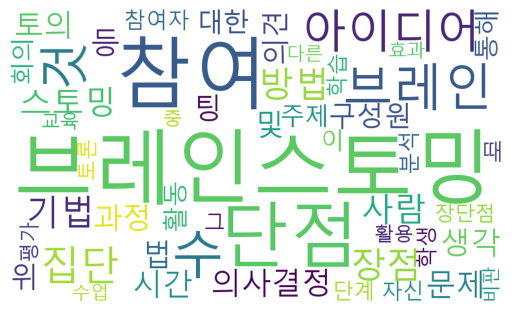 토의
참여자
대한
의견
아이디어
통해
회의
것
등
참여
다른
효과
브레인
스토밍
교육
팅
방법
학습
주제
구성원
및
이
분석
또
중
토론
브레인스토밍
기법
과정
활동
그
단점
사람
장단점
위
평가
집단
법
수
장점
활용
학생
생각
수업
시간
의사결정
단계
자신
문제
비판